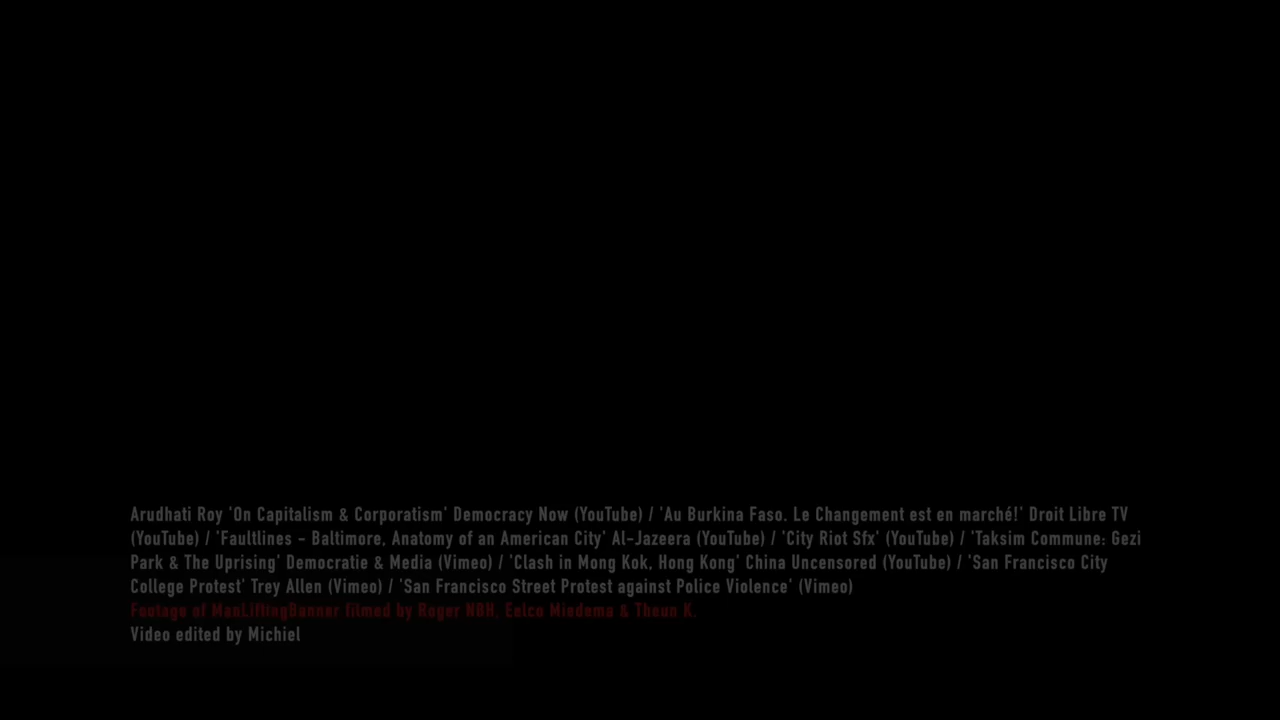 Arudhati Roy 'On Capitalism & Corporatism' Democracy Now (YouTube) / 'Au Burkina Faso. Le Changement est en marché!' Droit Libre TV
(YouTube) / 'Faultlines - Baltimore, Anatomy of an American City' Al-Jazeera (YouTube) / 'City Riot Sfx' (YouTube) / 'Taksim Commune: Gezi
Park & The Uprising' Democratie & Media (Vimeo) / 'Clash in Mong Kok, Hong Kong' China Uncensored (YouTube) / 'San Francisco City
College Protest' Trey Allen (Vimeo) / 'San Francisco Street Protest against Police Violence' (Vimeo)
Footage of ManLiftingBanner filmed by Roger NØH, Eelco Miedema & Theun K.
Video edited by Michiel